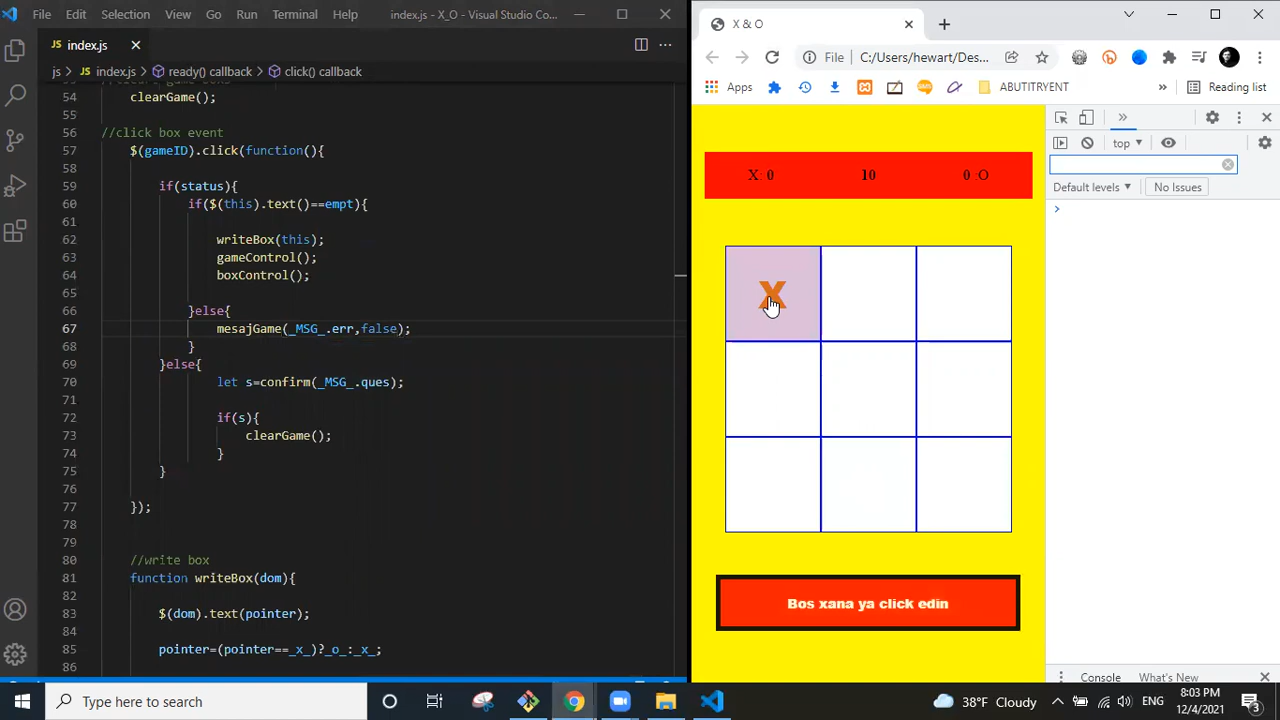 File Edit Selection View Go Run Terminal Help index.js - X_O - Visual Studio Co...
JS index.js
js > JS index.js > ready() callback > click() callback
54 clearGame();
55
56 //click box event
57 $(gameID).click(function(){
58
59 if(status){
60 if($(this).text()==empt){
61
62 writeBox(this);
63 gameControl();
64 boxControl();
65
66 }else{
67 mesajGame(_MSG_.err,false);
68 }
69 }else{
70 let s=confirm(_MSG_.ques);
71
72 if(s){
73 clearGame();
74 }
75 }
76
77 });
78
79
80 //write box
81 function writeBox(dom){
82
83 $(dom).text(pointer);
84
85 pointer=(pointer==_x_)?_o_:_x_;
86
X & O
File C:/Users/hewart/Des...
Apps ABUTITRYENT » Reading list
X: 0 10 0 :O
X
Bos xana ya click edin
top
Default levels No Issues
>
Console What's New
Type here to search 38°F Cloudy ENG 8:03 PM 12/4/2021 3